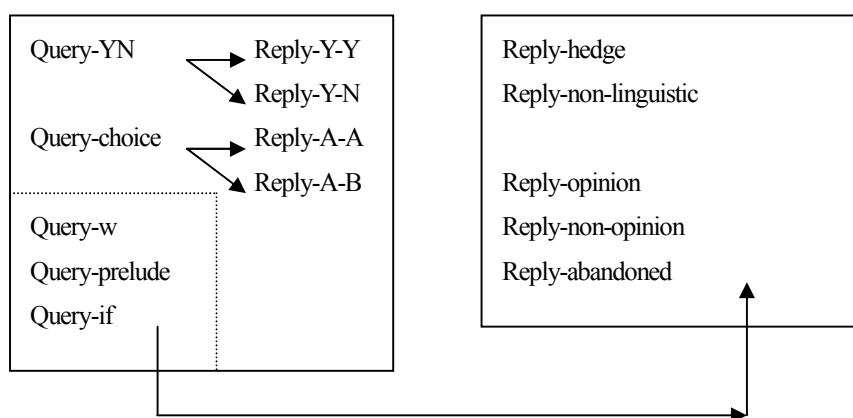 Query-YN Reply-Y-Y
Reply-Y-N
Query-choice Reply-A-A
Reply-A-B
Query-w
Query-prelude
Query-if
Reply-hedge
Reply-non-linguistic
Reply-opinion
Reply-non-opinion
Reply-abandoned